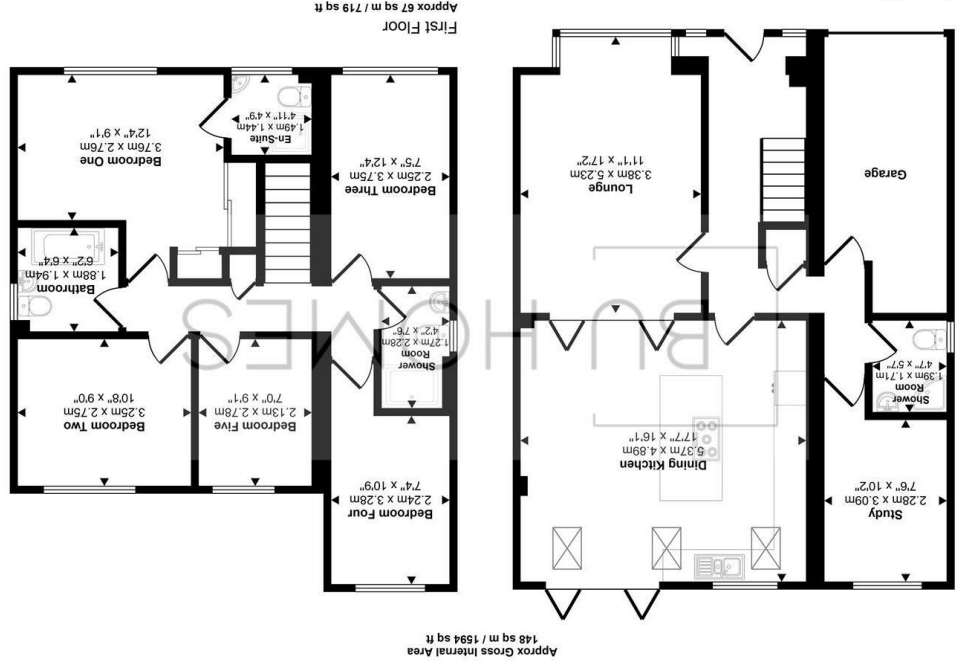 Approx Gross Internal Area
148 sq m / 1594 sq ft
Study
2.28m x 3.09m
7'6" x 10'2"
Shower
Room
1.39m x 1.71m
4'7" x 5'7"
Garage
Dining Kitchen
5.37m x 4.89m
17'7" x 16'1"
Lounge
3.38m x 5.23m
11'1" x 17'2"
Bedroom Four
2.24m x 3.28m
7'4" x 10'9"
Bedroom Five
2.13m x 2.78m
7'0" x 9'1"
Bedroom Two
3.25m x 2.75m
10'8" x 9'0"
Shower
Room
1.27m x 2.28m
4'2" x 7'6"
Bathroom
1.88m x 1.94m
6'2" x 6'4"
Bedroom Three
2.25m x 3.75m
7'5" x 12'4"
En-Suite
1.49m x 1.44m
4'11" x 4'9"
Bedroom One
3.76m x 2.76m
12'4" x 9'1"
First Floor
Approx 67 sq m / 719 sq ft
BU HOMES